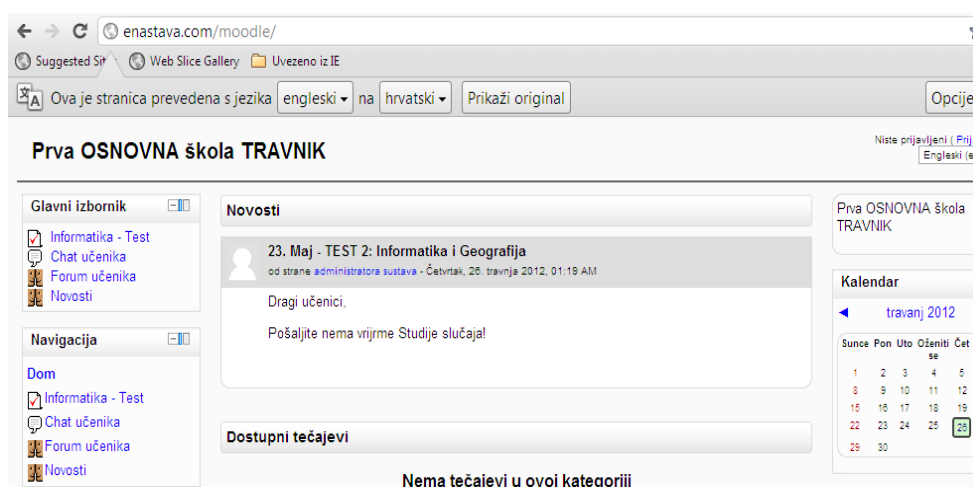 enastava.com/moodle/
Suggested Sit Web Slice Gallery Uvezeno iz IE
Ova je stranica prevedena s jezika engleski na hrvatski Prikaži original Opcije
Prva OSNOVNA škola TRAVNIK
Niste prijavljeni ( Prij
Engleski (e
Glavni izbornik
Informatika - Test
Chat učenika
Forum učenika
Novosti
Navigacija
Dom
Informatika - Test
Chat učenika
Forum učenika
Novosti
Novosti
23. Maj - TEST 2: Informatika i Geografija
od strane administratora sustava - Četvrtak, 26. travnja 2012, 01:19 AM
Dragi učenici,
Pošaljite nema vrijrme Studije slučaja!
Dostupni tečajevi
Nema tečajevi u ovoj kategoriji
Prva OSNOVNA škola
TRAVNIK
Kalendar
travanj 2012
Sunce Pon Uto Oženiti Čet
se
1 2 3 4 5
8 9 10 11 12
15 16 17 18 19
22 23 24 25 26
29 30